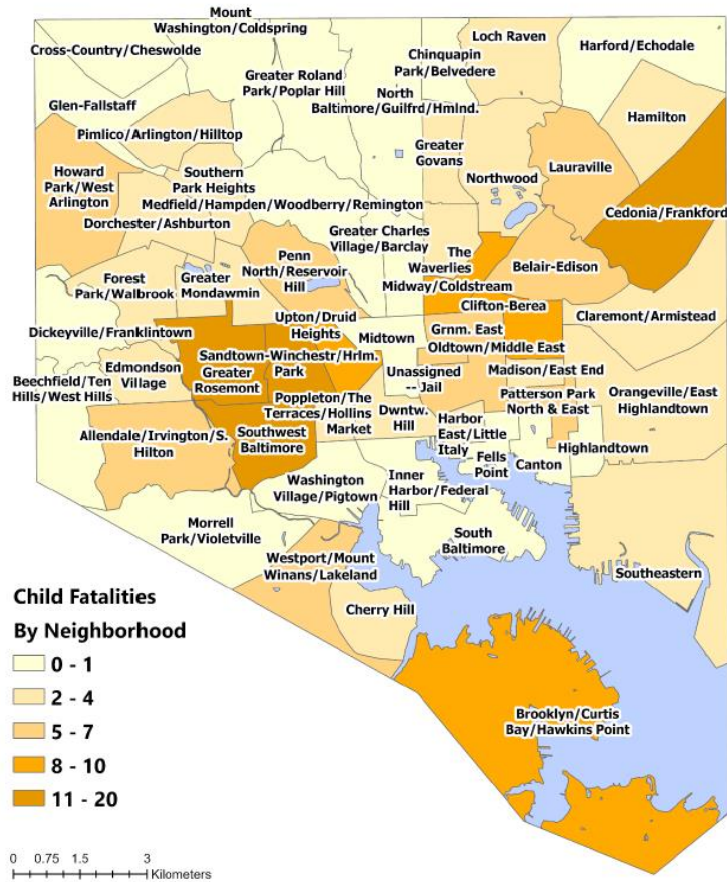 Mount
Washington/Coldspring
Cross-Country/Cheswolde
Loch Raven
Harford/Echodale
Chinquapin
Park/Belvedere
Greater Roland
Park/Poplar Hill
North
Baltimore/Guilfrd/Hmlnd.
Glen-Fallstaff
Pimlico/Arlington/Hilltop
Hamilton
Greater
Govans
Howard
Park/West
Arlington
Southern
Park Heights
Northwood
Lauraville
Medfield/Hampden/Woodberry/Remington
Dorchester/Ashburton
Cedonia/Frankford
Greater Charles
Village/Barclay
Penn
North/Reservoir
Hill
The
Waverlies
Belair-Edison
Forest
Park/Walbrook
Greater
Mondawmin
Midway/Coldstream
Clifton-Berea
Upton/Druid
Heights
Claremont/Armistead
Dickeyville/Franklintown
Midtown
Grnm. East
Oldtown/Middle East
Sandtown-Winchestr/Hrlm.
Park
Edmondson
Village
Greater
Rosemont
Unassigned
-- Jail
Madison/East End
Beechfield/Ten
Hills/West Hills
Orangeville/East
Highlandtown
Patterson Park
North & East
Poppleton/The
Terraces/Hollins
Market
Dwntw.
Hill
Harbor
East/Little
Italy
Allendale/Irvington/S.
Hilton
Southwest
Baltimore
Highlandtown
Fells
Point
Canton
Washington
Village/Pigtown
Inner
Harbor/Federal
Hill
Morrell
Park/Violetville
South
Baltimore
Westport/Mount
Winans/Lakeland
Southeastern
Cherry Hill
Brooklyn/Curtis
Bay/Hawkins Point
Child Fatalities
By Neighborhood
0 - 1
2 - 4
5 - 7
8 - 10
11 - 20
0 0.75 1.5 3
Kilometers